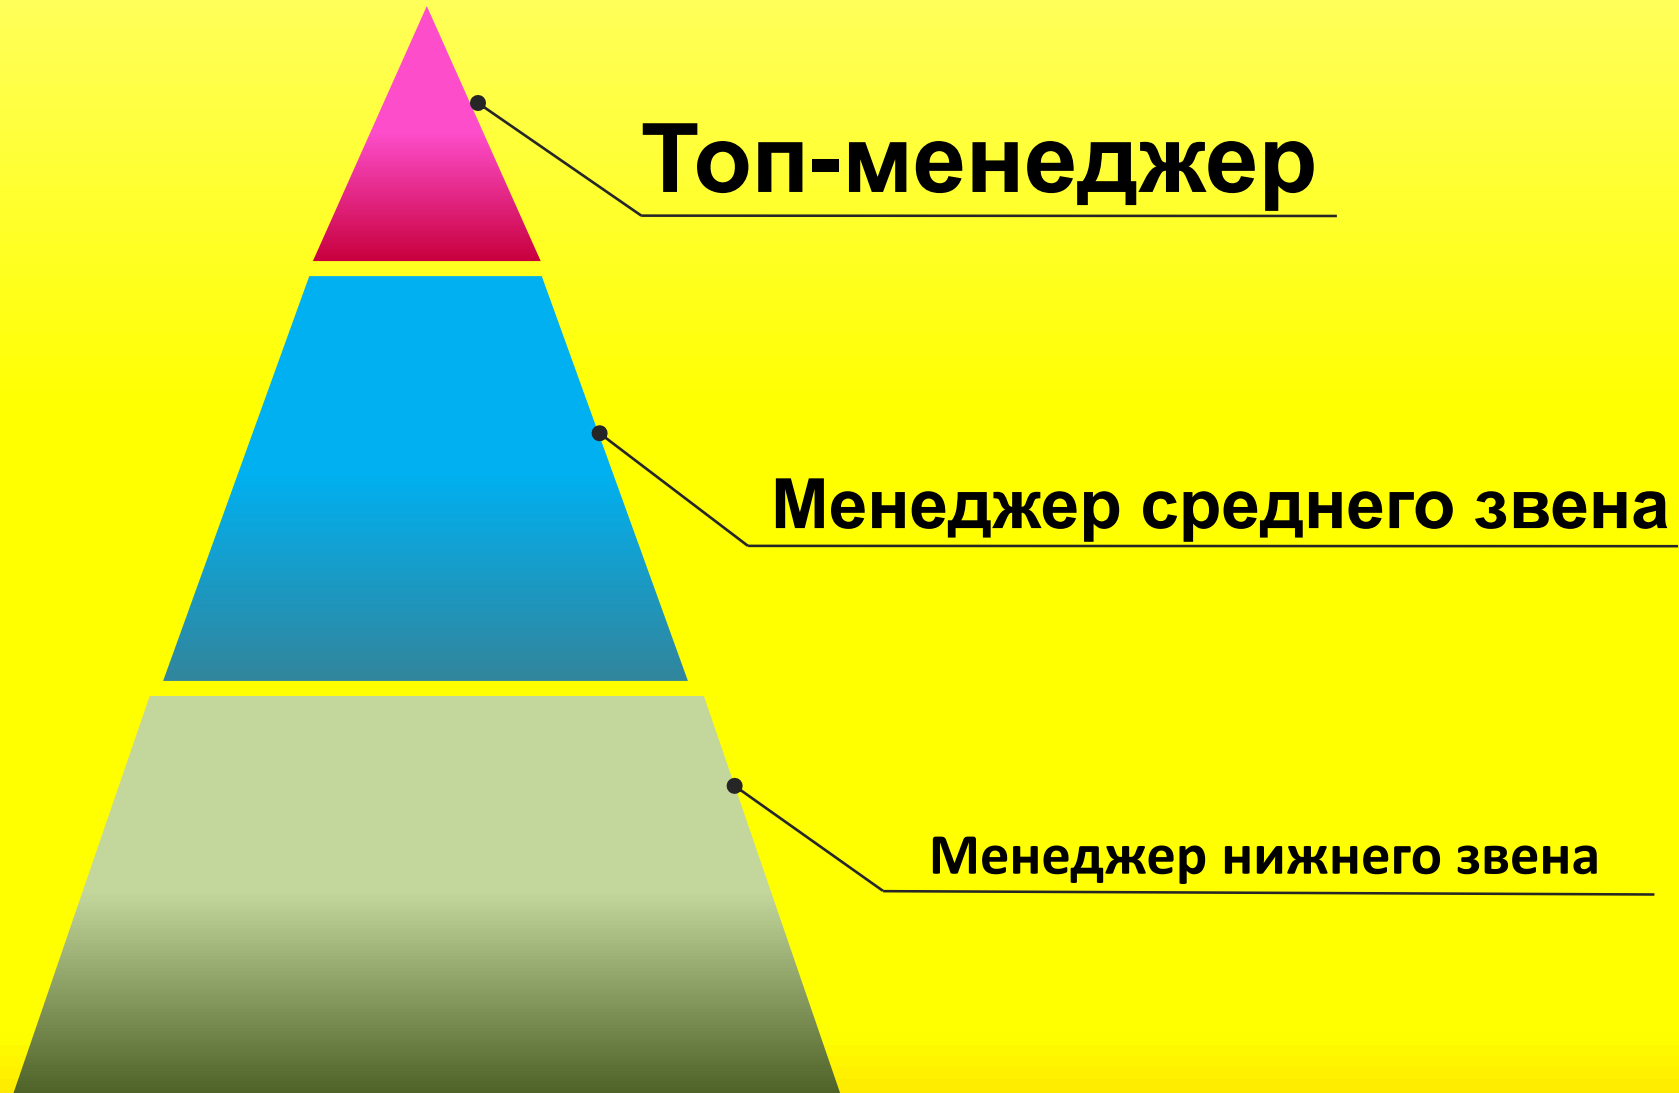 Топ-менеджер
Менеджер среднего звена
Менеджер нижнего звена